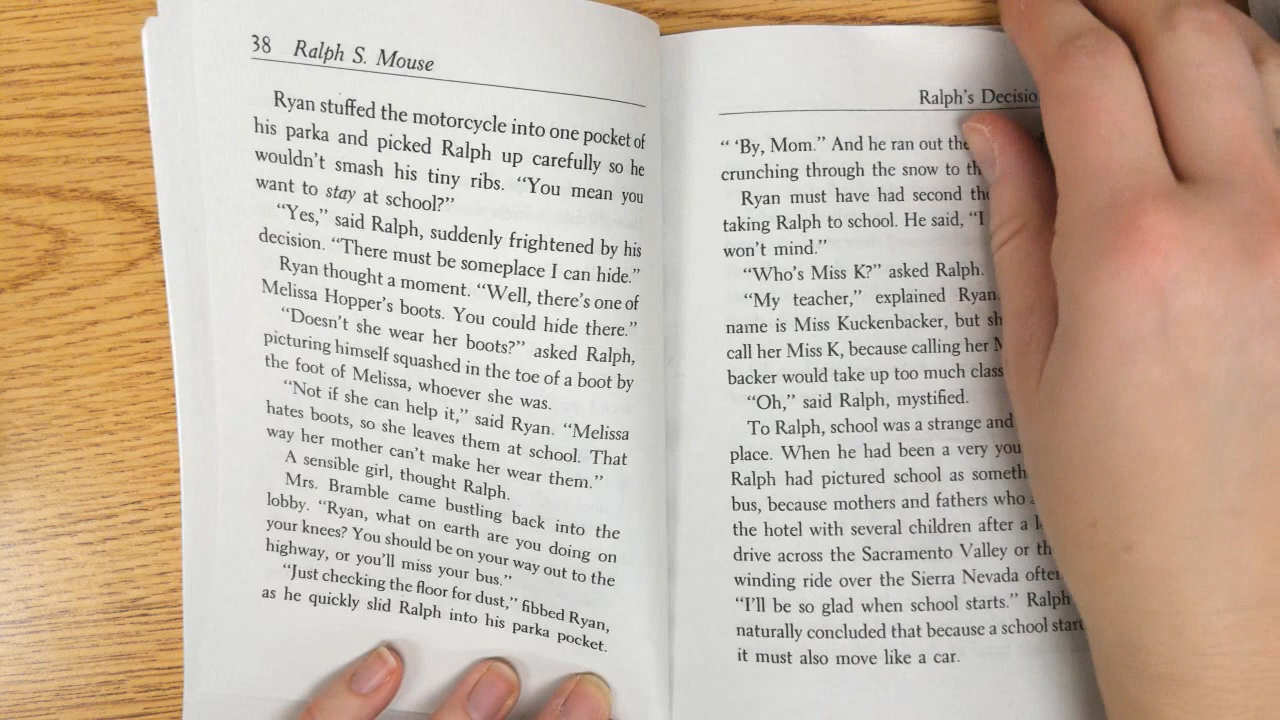 38 Ralph S. Mouse
Ryan stuffed the motorcycle into one pocket of
his parka and picked Ralph up carefully so he
wouldn't smash his tiny ribs. “You mean you
want to stay at school?”
“Yes,” said Ralph, suddenly frightened by his
decision. “There must be someplace I can hide.”
Ryan thought a moment. “Well, there's one of
Melissa Hopper's boots. You could hide there.”
“Doesn't she wear her boots?” asked Ralph,
picturing himself squashed in the toe of a boot by
the foot of Melissa, whoever she was.
“Not if she can help it,” said Ryan. “Melissa
hates boots, so she leaves them at school. That
way her mother can't make her wear them.”
A sensible girl, thought Ralph.
Mrs. Bramble came bustling back into the
lobby. “Ryan, what on earth are you doing on
your knees? You should be on your way out to the
highway, or you'll miss your bus.”
“Just checking the floor for dust,” fibbed Ryan,
as he quickly slid Ralph into his parka pocket.
Ralph's
“ 'By, Mom.” And he ran out
crunching through the snow to
Ryan must have had second
taking Ralph to school. He said, “I
won't mind.”
“Who's Miss K?” asked Ralph.
“My teacher,” explained Ryan.
name is Miss Kuckenbacker, but
call her Miss K, because calling her
backer would take up too much class
“Oh,” said Ralph, mystified.
To Ralph, school was a strange and
place. When he had been a very
Ralph had pictured school as
bus, because mothers and fathers who
the hotel with several children after a
drive across the Sacramento Valley or
winding ride over the Sierra Nevada
“I'll be so glad when school starts.” Ralph
naturally concluded that because a school
it must also move like a car.